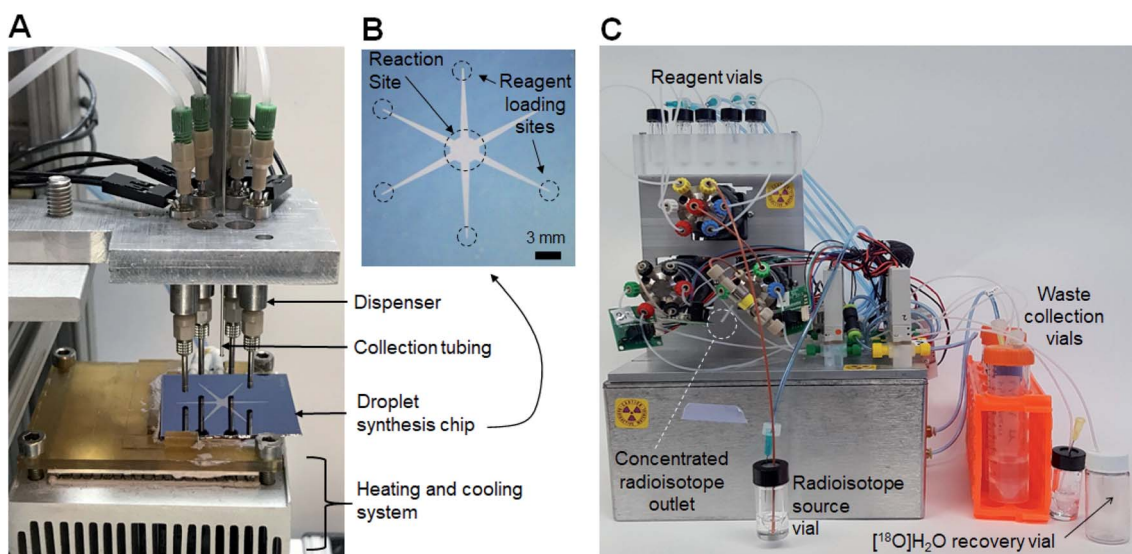 A
Dispenser
Collection tubing
Droplet
synthesis chip
Heating and cooling
system
B
Reaction
Site
Reagent
loading
sites
3 mm
C
Reagent vials
Waste
collection
vials
Concentrated
radioisotope
outlet
Radioisotope
source
vial
[¹⁸O]H₂O recovery vial